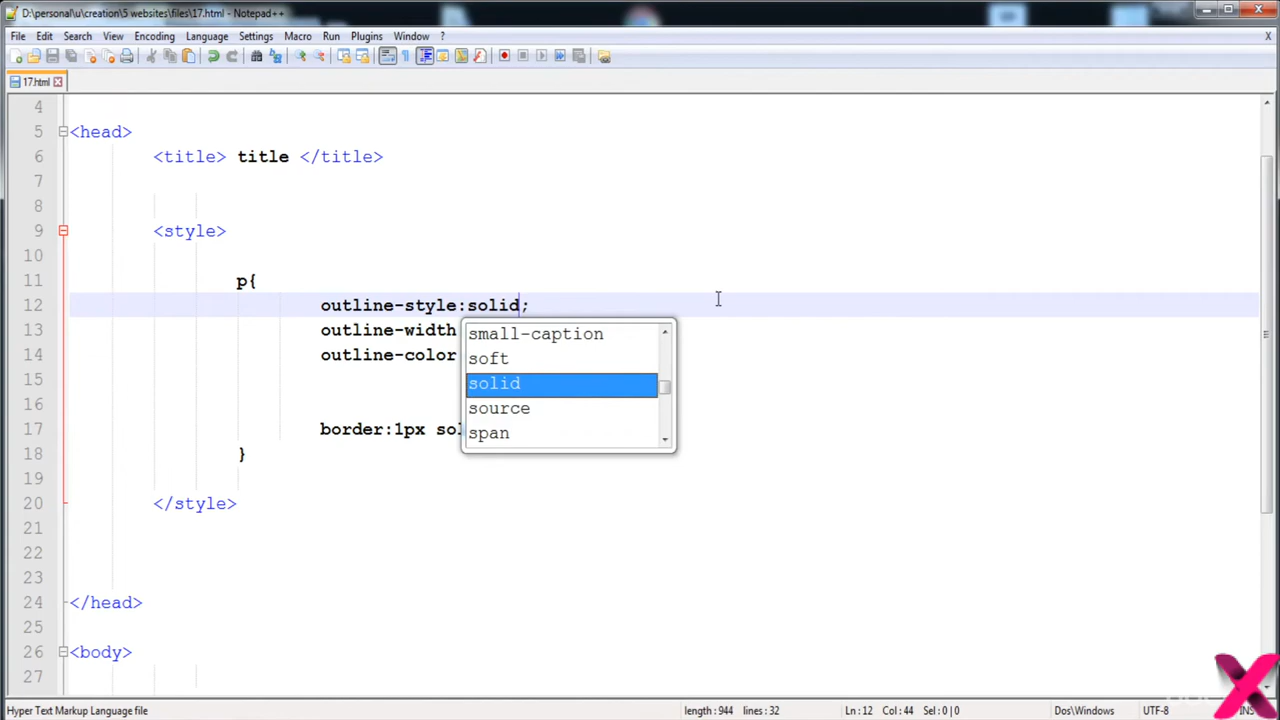 D:\personal\u\creation\5 websites\files\17.html - Notepad++
File Edit Search View Encoding Language Settings Macro Run Plugins Window ? X
17.html
4
5 <head>
6 <title> title </title>
7
8
9 <style>
10
11 p{
12 outline-style:solid;
13 outline-width
14 outline-color
15
16
17 border:1px sol
18 }
19
20 </style>
21
22
23
24 </head>
25
26 <body>
27
small-caption
soft
solid
source
span
Hyper Text Markup Language file length : 944 lines : 32 Ln : 12 Col : 44 Sel : 0 | 0 Dos\Windows UTF-8 INS